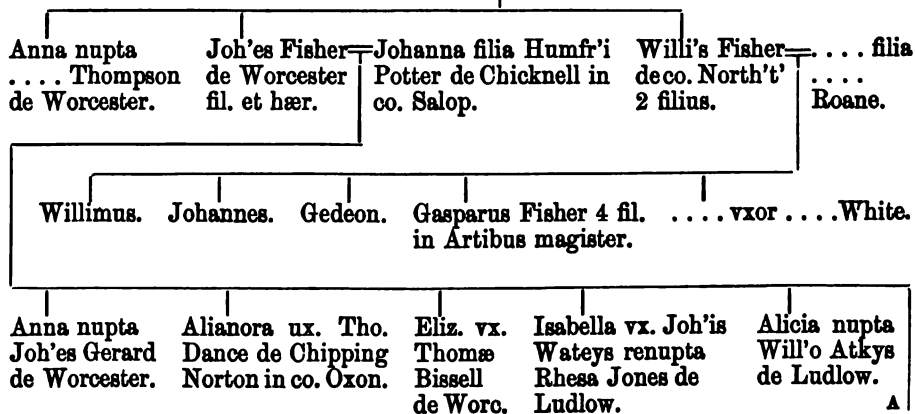 Anna nupta
. . . . Thompson
de Worcester.
Joh'es Fisher
de Worcester
fil. et hær.
Johanna filia Humfr'i
Potter de Chicknell in
co. Salop.
Willi's Fisher
de co. North't'
2 filius.
. . . . filia
. . . .
Roane.
Willimus.
Johannes.
Gedeon.
Gasparus Fisher 4 fil.
in Artibus magister.
. . . . vxor . . . . White.
Anna nupta
Joh'es Gerard
de Worcester.
Alianora ux. Tho.
Dance de Chipping
Norton in co. Oxon.
Eliz. vx.
Thomæ
Bissell
de Worc.
Isabella vx. Joh'is
Wateys renupta
Rhesa Jones de
Ludlow.
Alicia nupta
Will'o Atkys
de Ludlow.
A